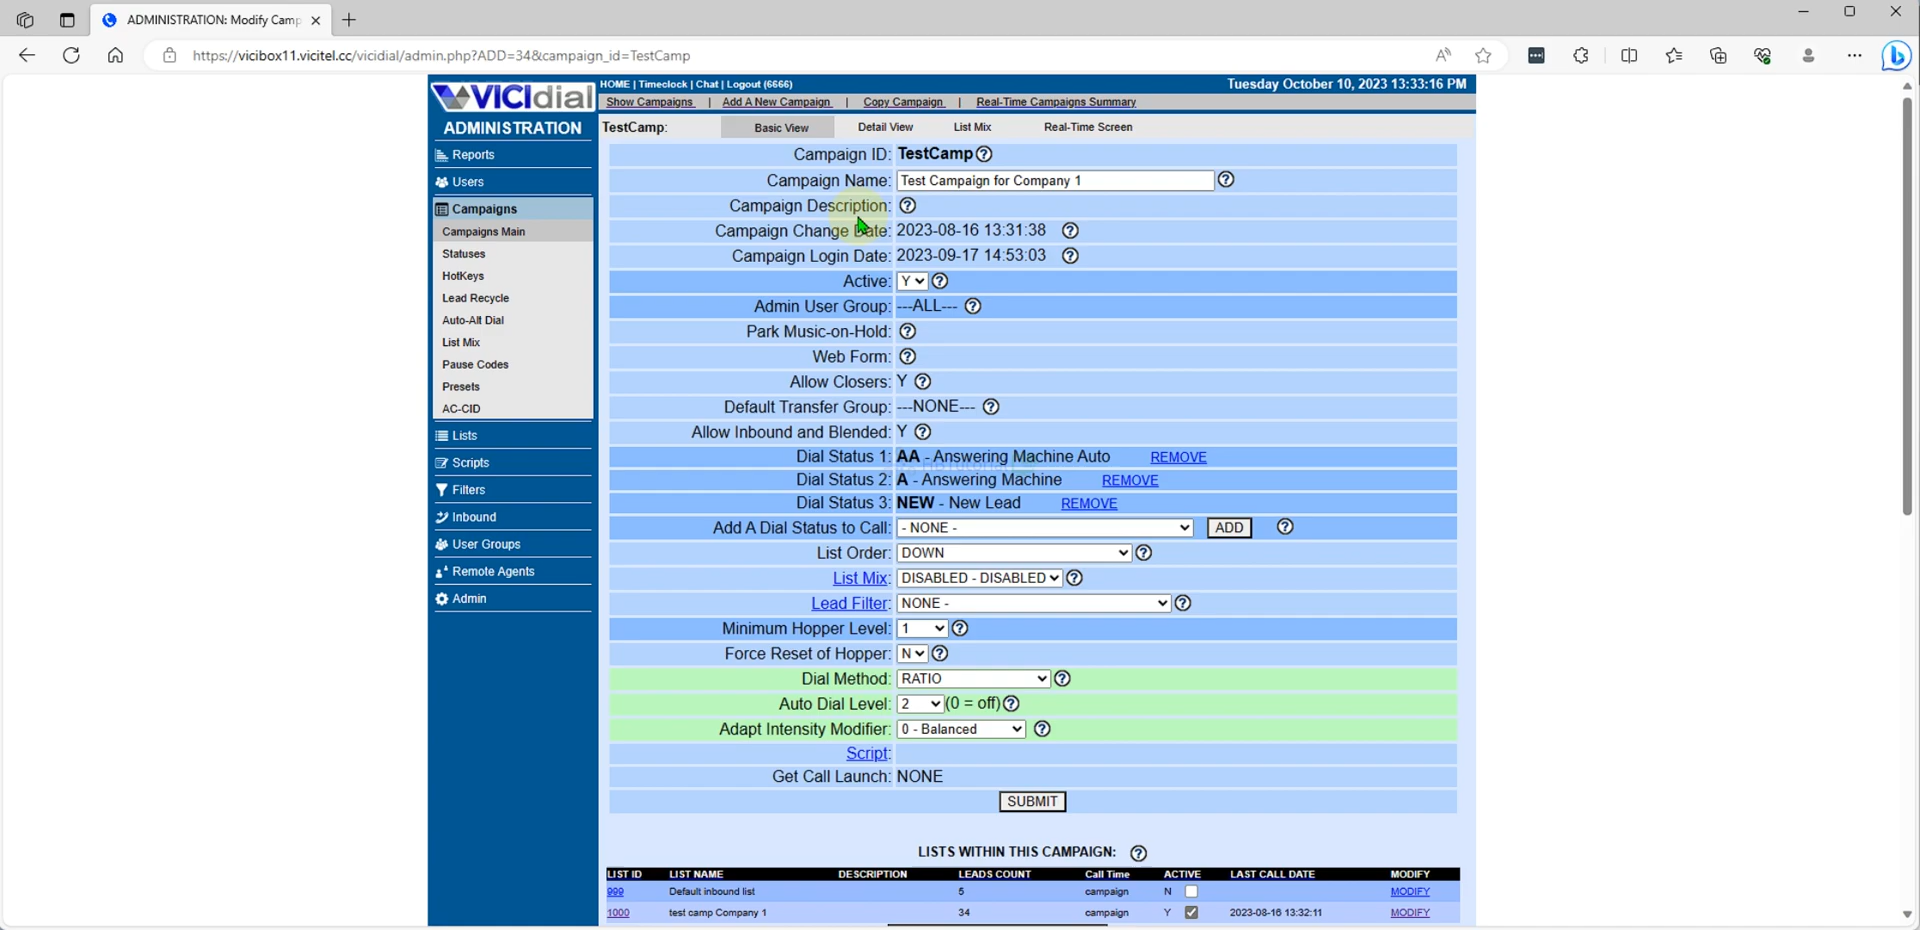 ADMINISTRATION: Modify Camp
https://vicibox11.vicitel.cc/vicidial/admin.php?ADD=34&campaign_id=TestCamp
VICIdial
ADMINISTRATION
Reports
Users
Campaigns
Campaigns Main
Statuses
HotKeys
Lead Recycle
Auto-Alt Dial
List Mix
Pause Codes
Presets
AC-CID
Lists
Scripts
Filters
Inbound
User Groups
Remote Agents
Admin
HOME | Timeclock | Chat | Logout (6666) Tuesday October 10, 2023 13:33:16 PM
Show Campaigns | Add A New Campaign | Copy Campaign | Real-Time Campaigns Summary
TestCamp: Basic View Detail View List Mix Real-Time Screen
Campaign ID: TestCamp
Campaign Name: Test Campaign for Company 1
Campaign Description:
Campaign Change Date: 2023-08-16 13:31:38
Campaign Login Date: 2023-09-17 14:53:03
Active: Y
Admin User Group: ---ALL---
Park Music-on-Hold:
Web Form:
Allow Closers: Y
Default Transfer Group: ---NONE---
Allow Inbound and Blended: Y
Dial Status 1: AA - Answering Machine Auto REMOVE
Dial Status 2: A - Answering Machine REMOVE
Dial Status 3: NEW - New Lead REMOVE
Add A Dial Status to Call: - NONE - ADD
List Order: DOWN
List Mix: DISABLED - DISABLED
Lead Filter: NONE -
Minimum Hopper Level: 1
Force Reset of Hopper: N
Dial Method: RATIO
Auto Dial Level: 2 (0 = off)
Adapt Intensity Modifier: 0 - Balanced
Script:
Get Call Launch: NONE
SUBMIT
LISTS WITHIN THIS CAMPAIGN:
LIST ID LIST NAME DESCRIPTION LEADS COUNT Call Time ACTIVE LAST CALL DATE MODIFY
999 Default inbound list 5 campaign N MODIFY
1000 test camp Company 1 34 campaign Y 2023-08-16 13:32:11 MODIFY